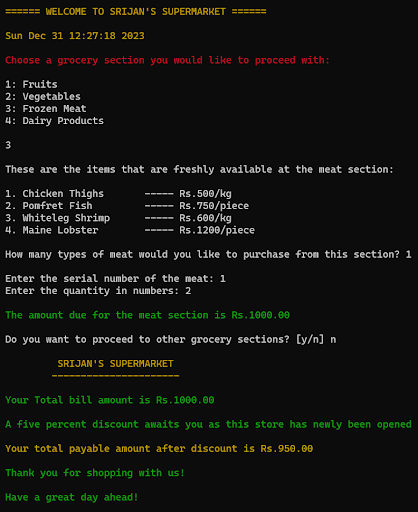 ====== WELCOME TO SRIJAN'S SUPERMARKET ======
Sun Dec 31 12:27:18 2023
Choose a grocery section you would like to proceed with:
1: Fruits
2: Vegetables
3: Frozen Meat
4: Dairy Products
3
These are the items that are freshly available at the meat section:
1. Chicken Thighs ----- Rs.500/kg
2. Pomfret Fish ----- Rs.750/piece
3. Whiteleg Shrimp ----- Rs.600/kg
4. Maine Lobster ----- Rs.1200/piece
How many types of meat would you like to purchase from this section? 1
Enter the serial number of the meat: 1
Enter the quantity in numbers: 2
The amount due for the meat section is Rs.1000.00
Do you want to proceed to other grocery sections? [y/n] n
SRIJAN'S SUPERMARKET
----------------------
Your Total bill amount is Rs.1000.00
A five percent discount awaits you as this store has newly been opened
Your total payable amount after discount is Rs.950.00
Thank you for shopping with us!
Have a great day ahead!